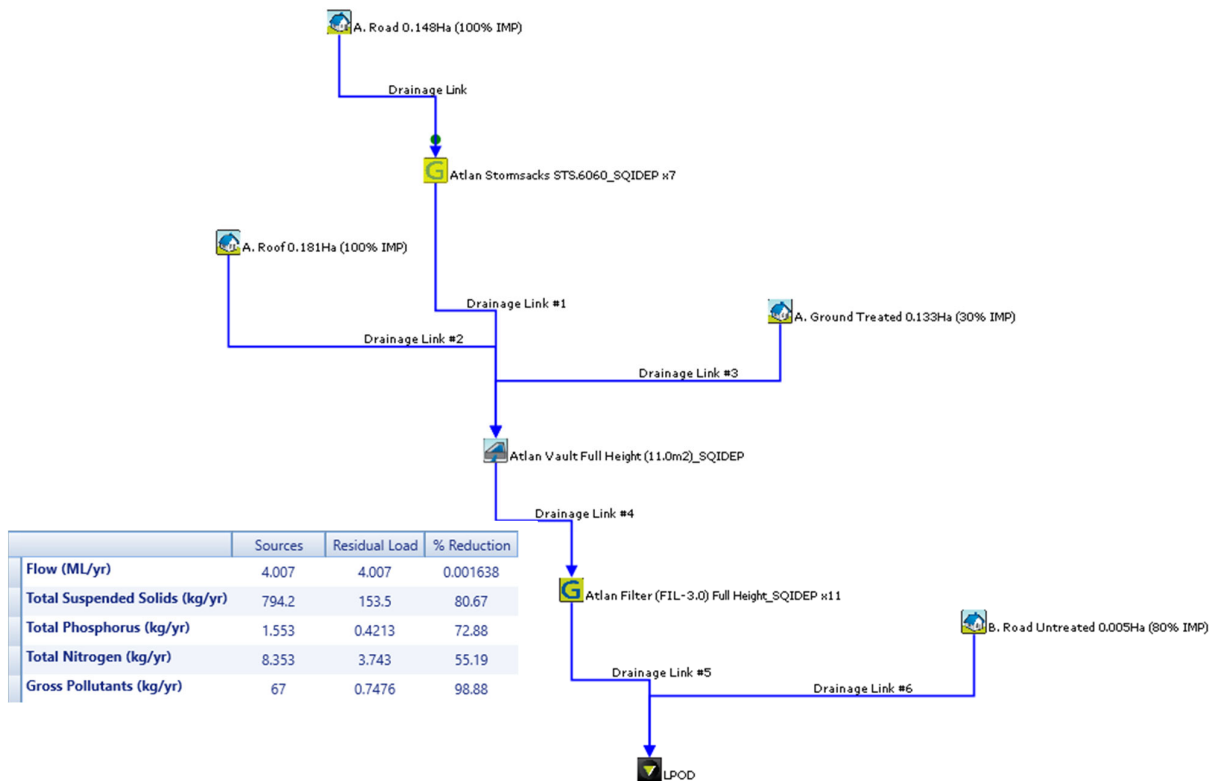 A. Road 0.148Ha (100% IMP)
Drainage Link
G
Atlan Stormsacks STS.6060_SQIDEP x7
A. Roof 0.181Ha (100% IMP)
Drainage Link #1
A. Ground Treated 0.133Ha (30% IMP)
Drainage Link #2
Drainage Link #3
Atlan Vault Full Height (11.0m2)_SQIDEP
Drainage Link #4
Sources Residual Load % Reduction
Flow (ML/yr) 4.007 4.007 0.001638
Total Suspended Solids (kg/yr) 794.2 153.5 80.67
Total Phosphorus (kg/yr) 1.553 0.4213 72.88
Total Nitrogen (kg/yr) 8.353 3.743 55.19
Gross Pollutants (kg/yr) 67 0.7476 98.88
G
Atlan Filter (FIL-3.0) Full Height_SQIDEP x11
B. Road Untreated 0.005Ha (80% IMP)
Drainage Link #5
Drainage Link #6
LPOD